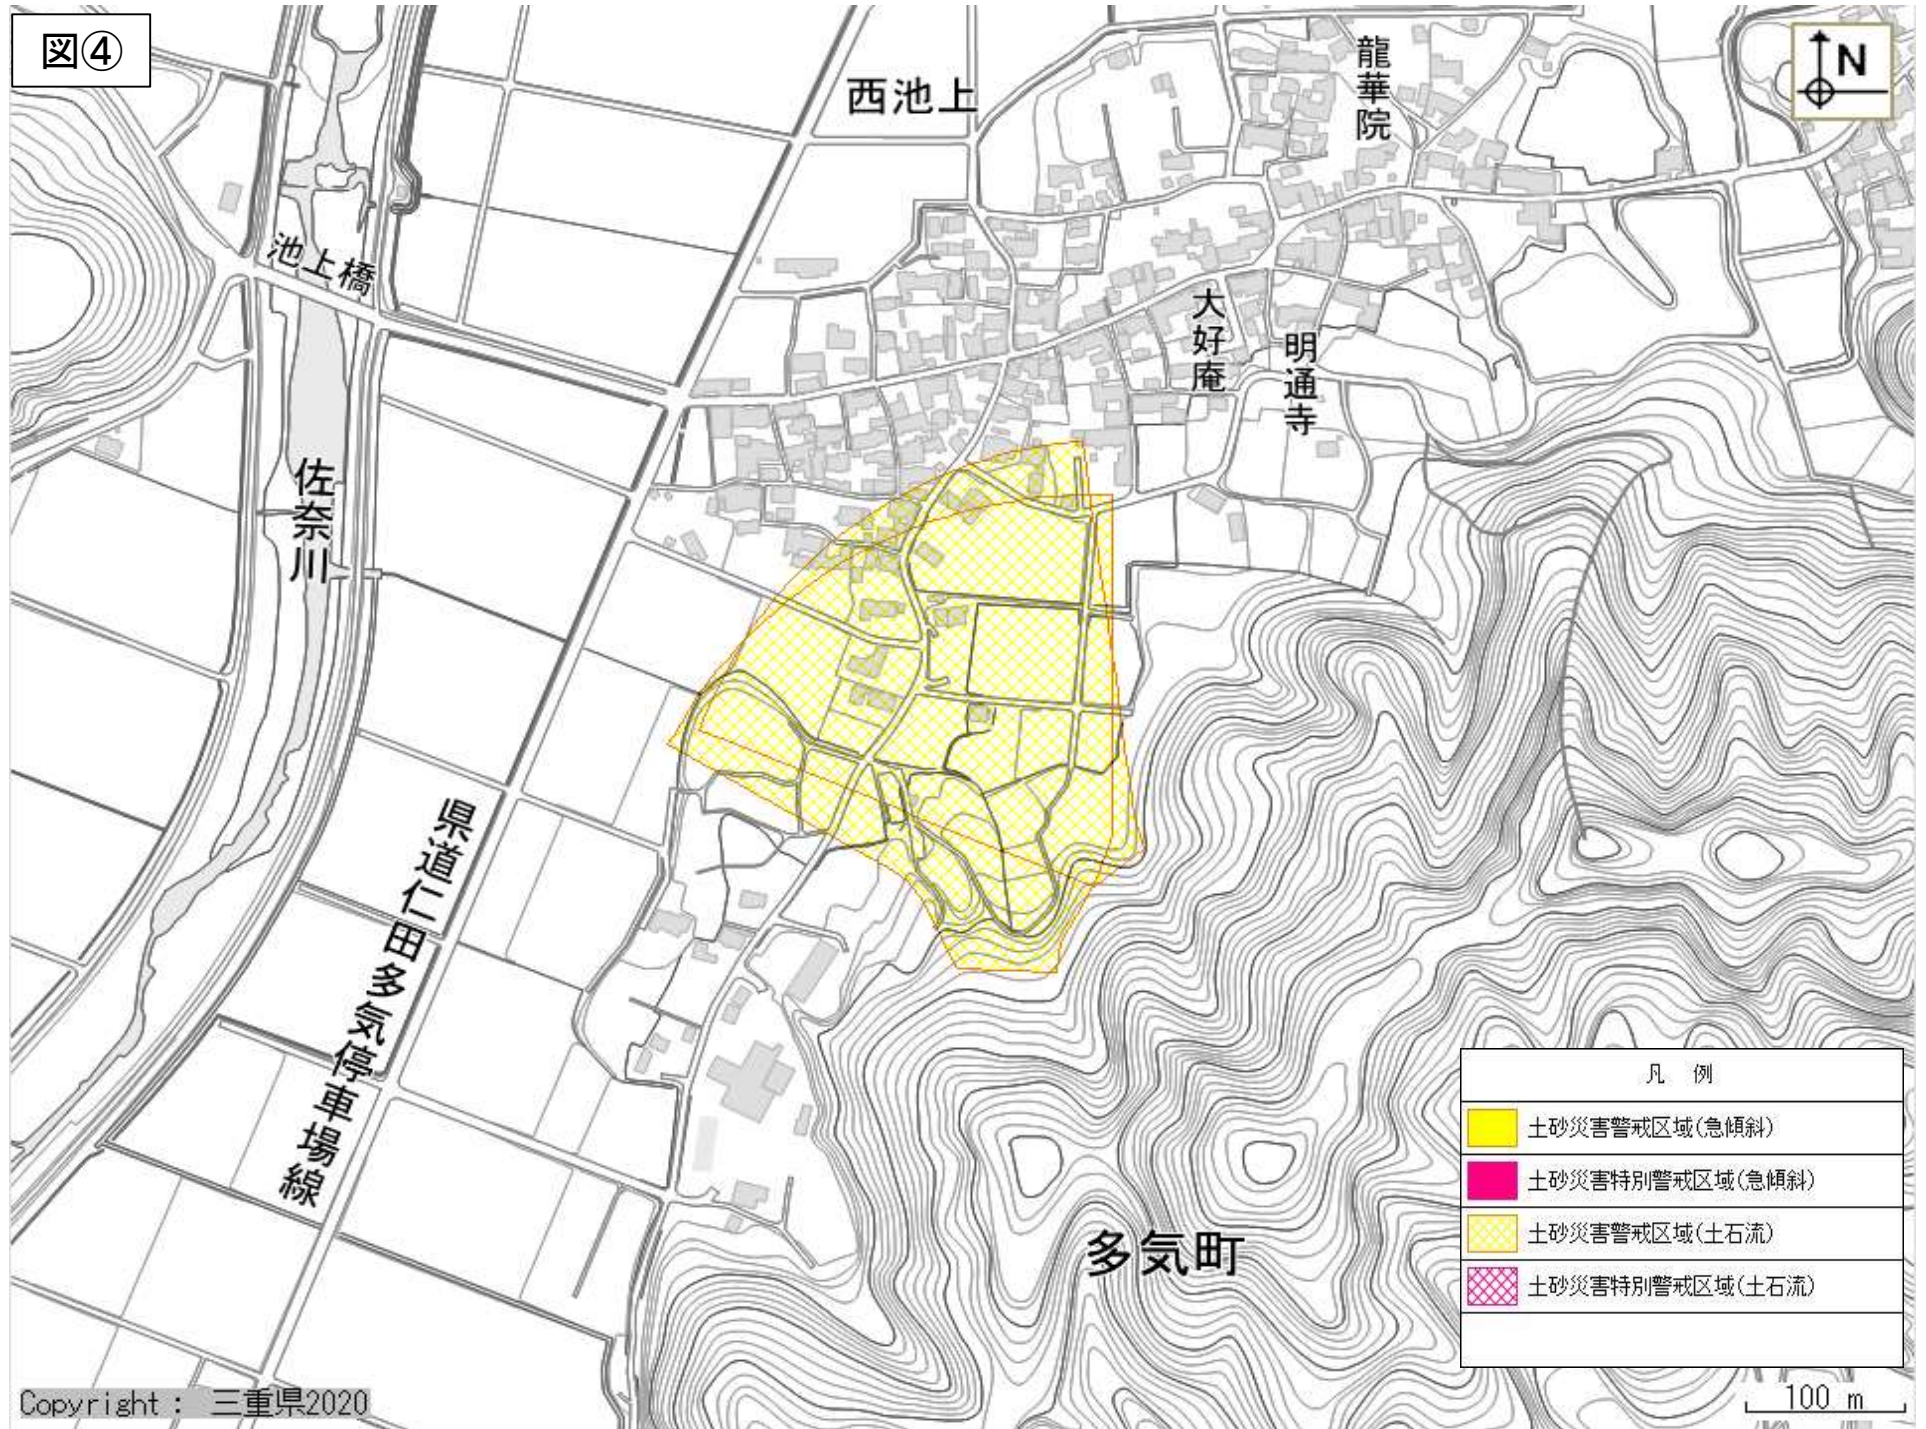 図④
N
西池上
龍華院
池上橋
大好庵
明通寺
佐奈川
県道仁田多気停車場線
多気町
凡 例
土砂災害警戒区域(急傾斜)
土砂災害特別警戒区域(急傾斜)
土砂災害警戒区域(土石流)
土砂災害特別警戒区域(土石流)
Copyright : 三重県2020
100 m